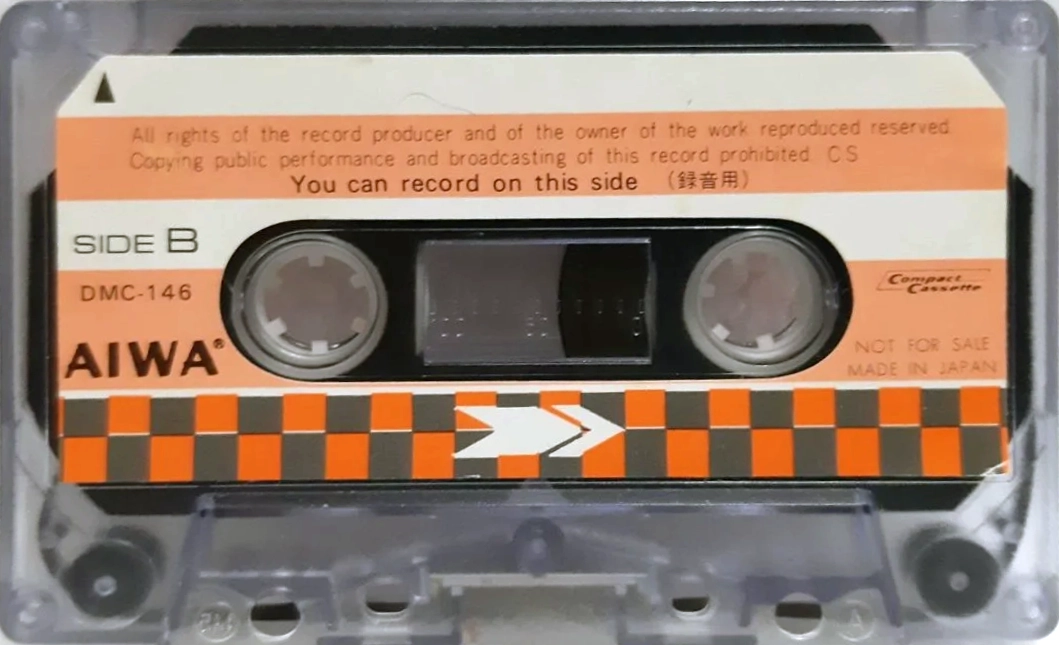 All rights of the record producer and of the owner of the work reproduced reserved.
Copying public performance and broadcasting of this record prohibited C S
You can record on this side (録音用)
SIDE B
DMC-146
Compact Cassette
AIWA®
NOT FOR SALE
MADE IN JAPAN
A